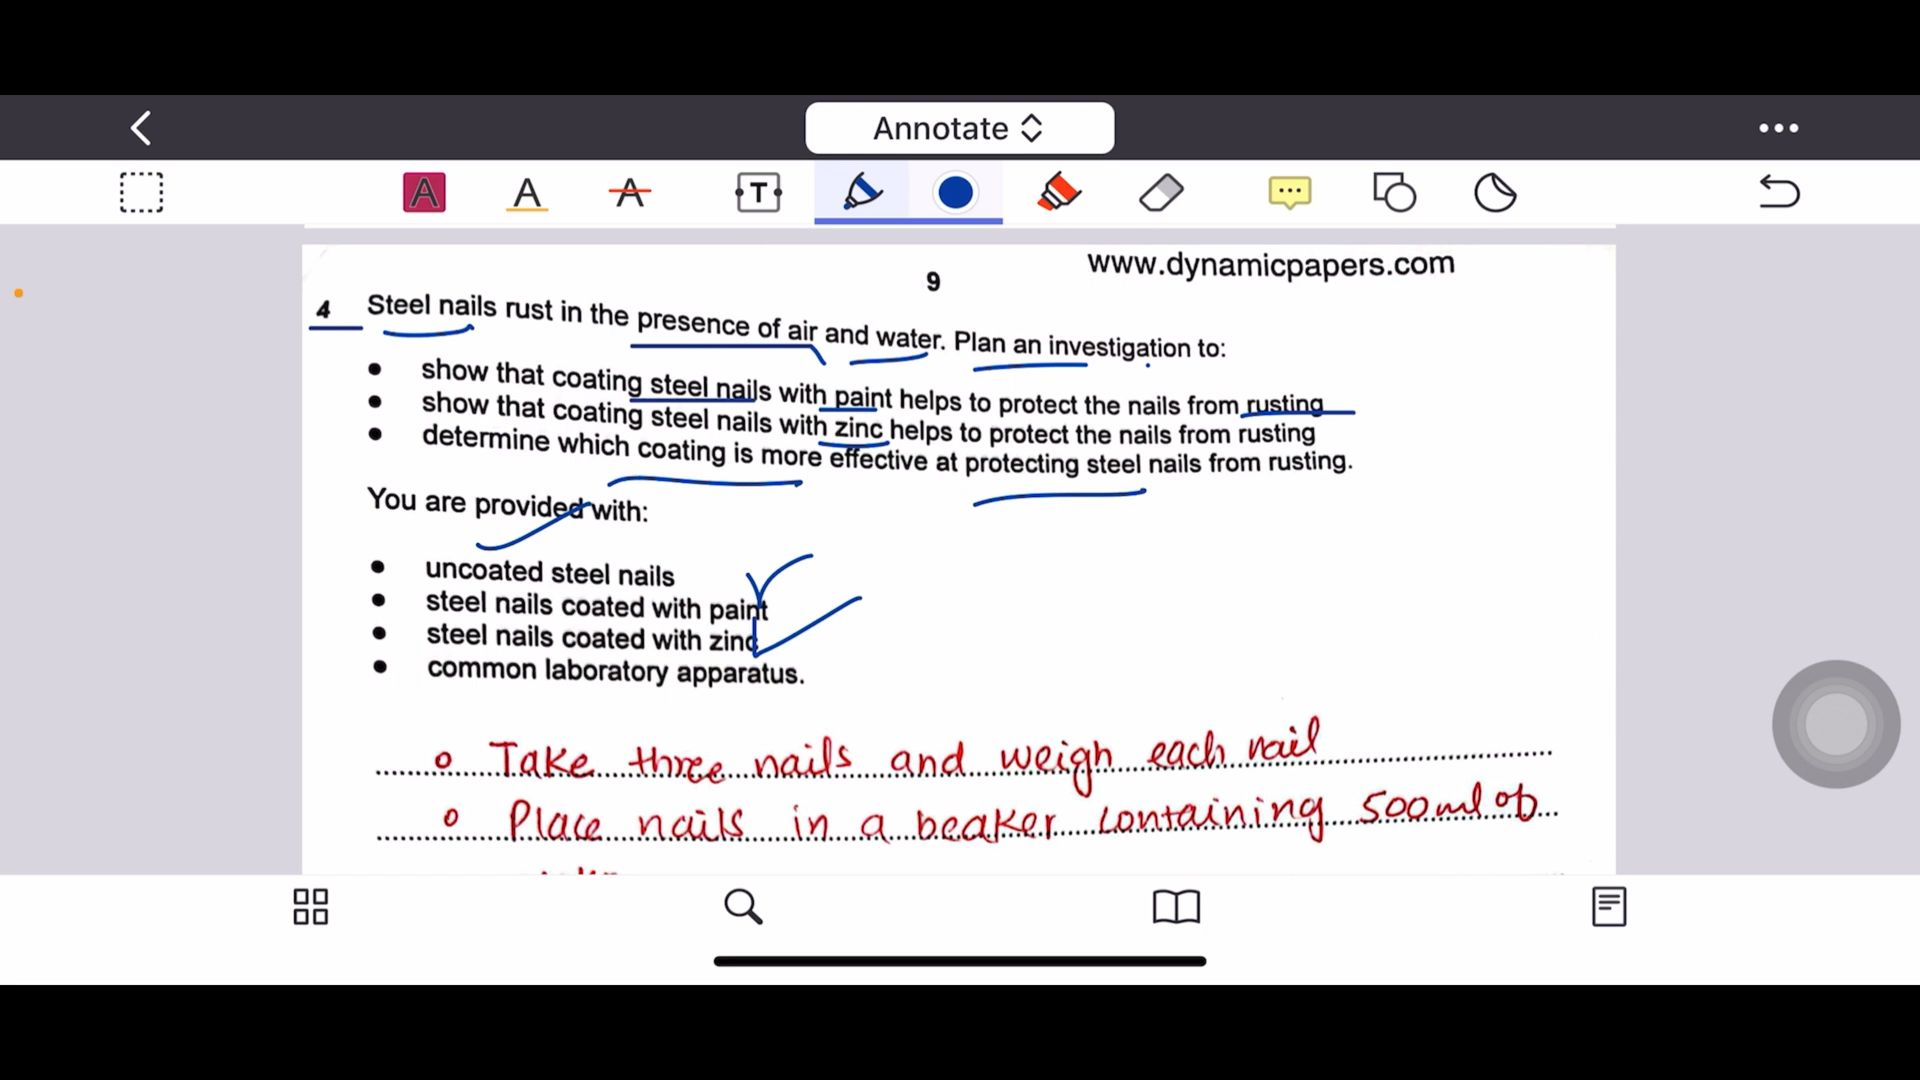 Annotate
A A A T
www.dynamicpapers.com
9
4 Steel nails rust in the presence of air and water. Plan an investigation to:
• show that coating steel nails with paint helps to protect the nails from rusting
• show that coating steel nails with zinc helps to protect the nails from rusting
• determine which coating is more effective at protecting steel nails from rusting.
You are provided with:
• uncoated steel nails
• steel nails coated with paint
• steel nails coated with zinc
• common laboratory apparatus.
o Take three nails and weigh each nail
o Place nails in a beaker containing 500ml of